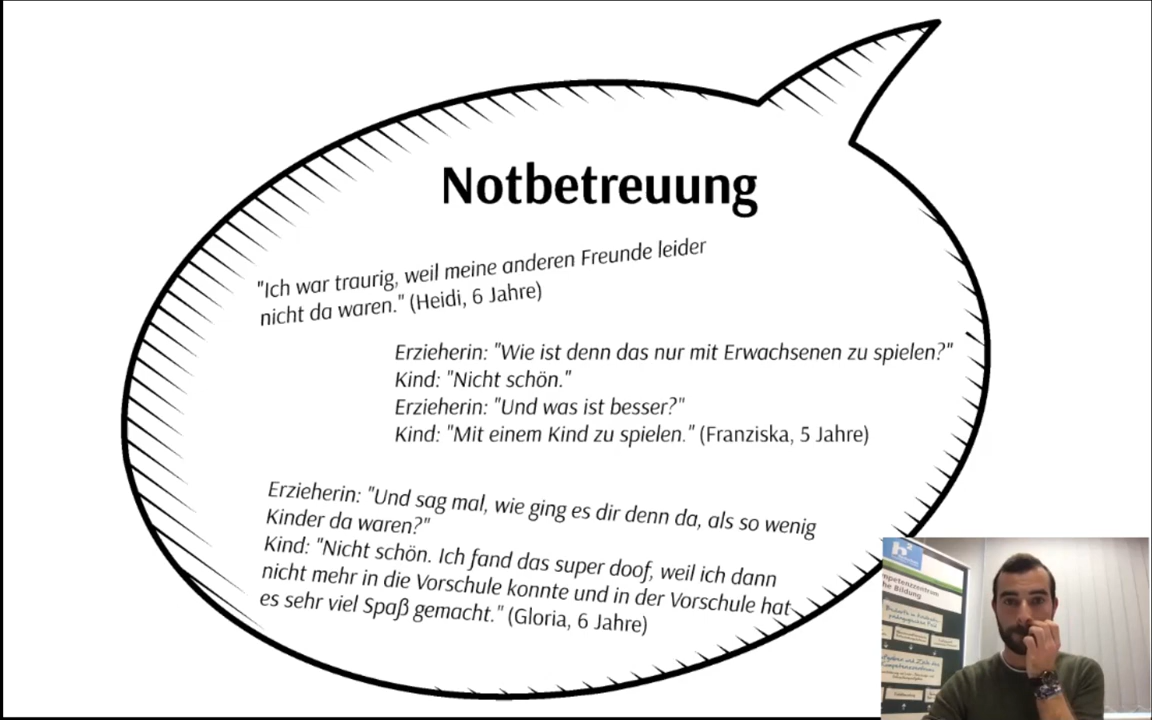 Notbetreuung
"Ich war traurig, weil meine anderen Freunde leider
nicht da waren." (Heidi, 6 Jahre)
Erzieherin: "Wie ist denn das nur mit Erwachsenen zu spielen?"
Kind: "Nicht schön."
Erzieherin: "Und was ist besser?"
Kind: "Mit einem Kind zu spielen." (Franziska, 5 Jahre)
Erzieherin: "Und sag mal, wie ging es dir denn da, als so wenig
Kinder da waren?"
Kind: "Nicht schön. Ich fand das super doof, weil ich dann
nicht mehr in die Vorschule konnte und in der Vorschule hat
es sehr viel Spaß gemacht." (Gloria, 6 Jahre)
h²
mpetenzzentrum
he Bildung